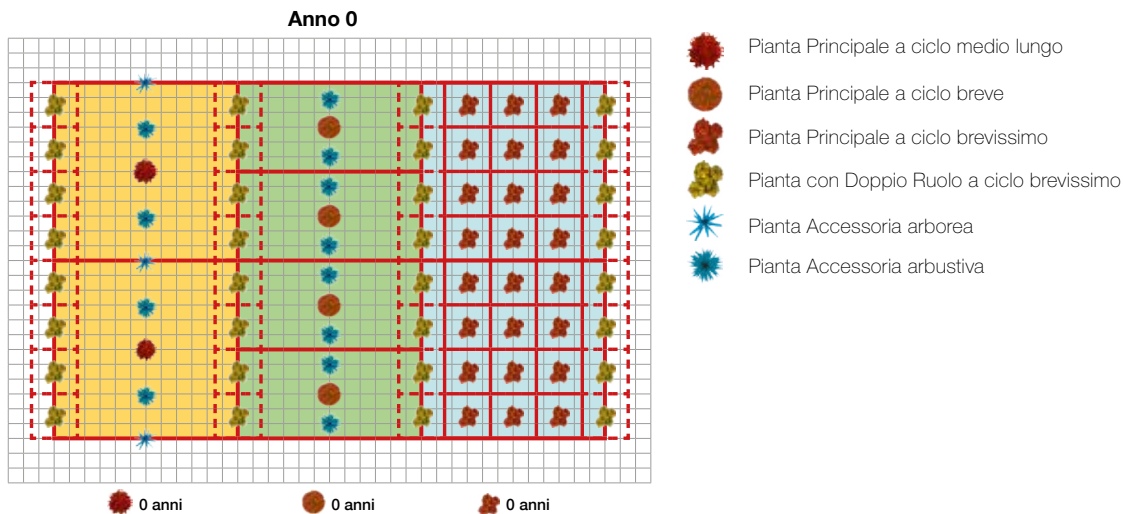 Anno 0
Pianta Principale a ciclo medio lungo
Pianta Principale a ciclo breve
Pianta Principale a ciclo brevissimo
Pianta con Doppio Ruolo a ciclo brevissimo
Pianta Accessoria arborea
Pianta Accessoria arbustiva
0 anni
0 anni
0 anni